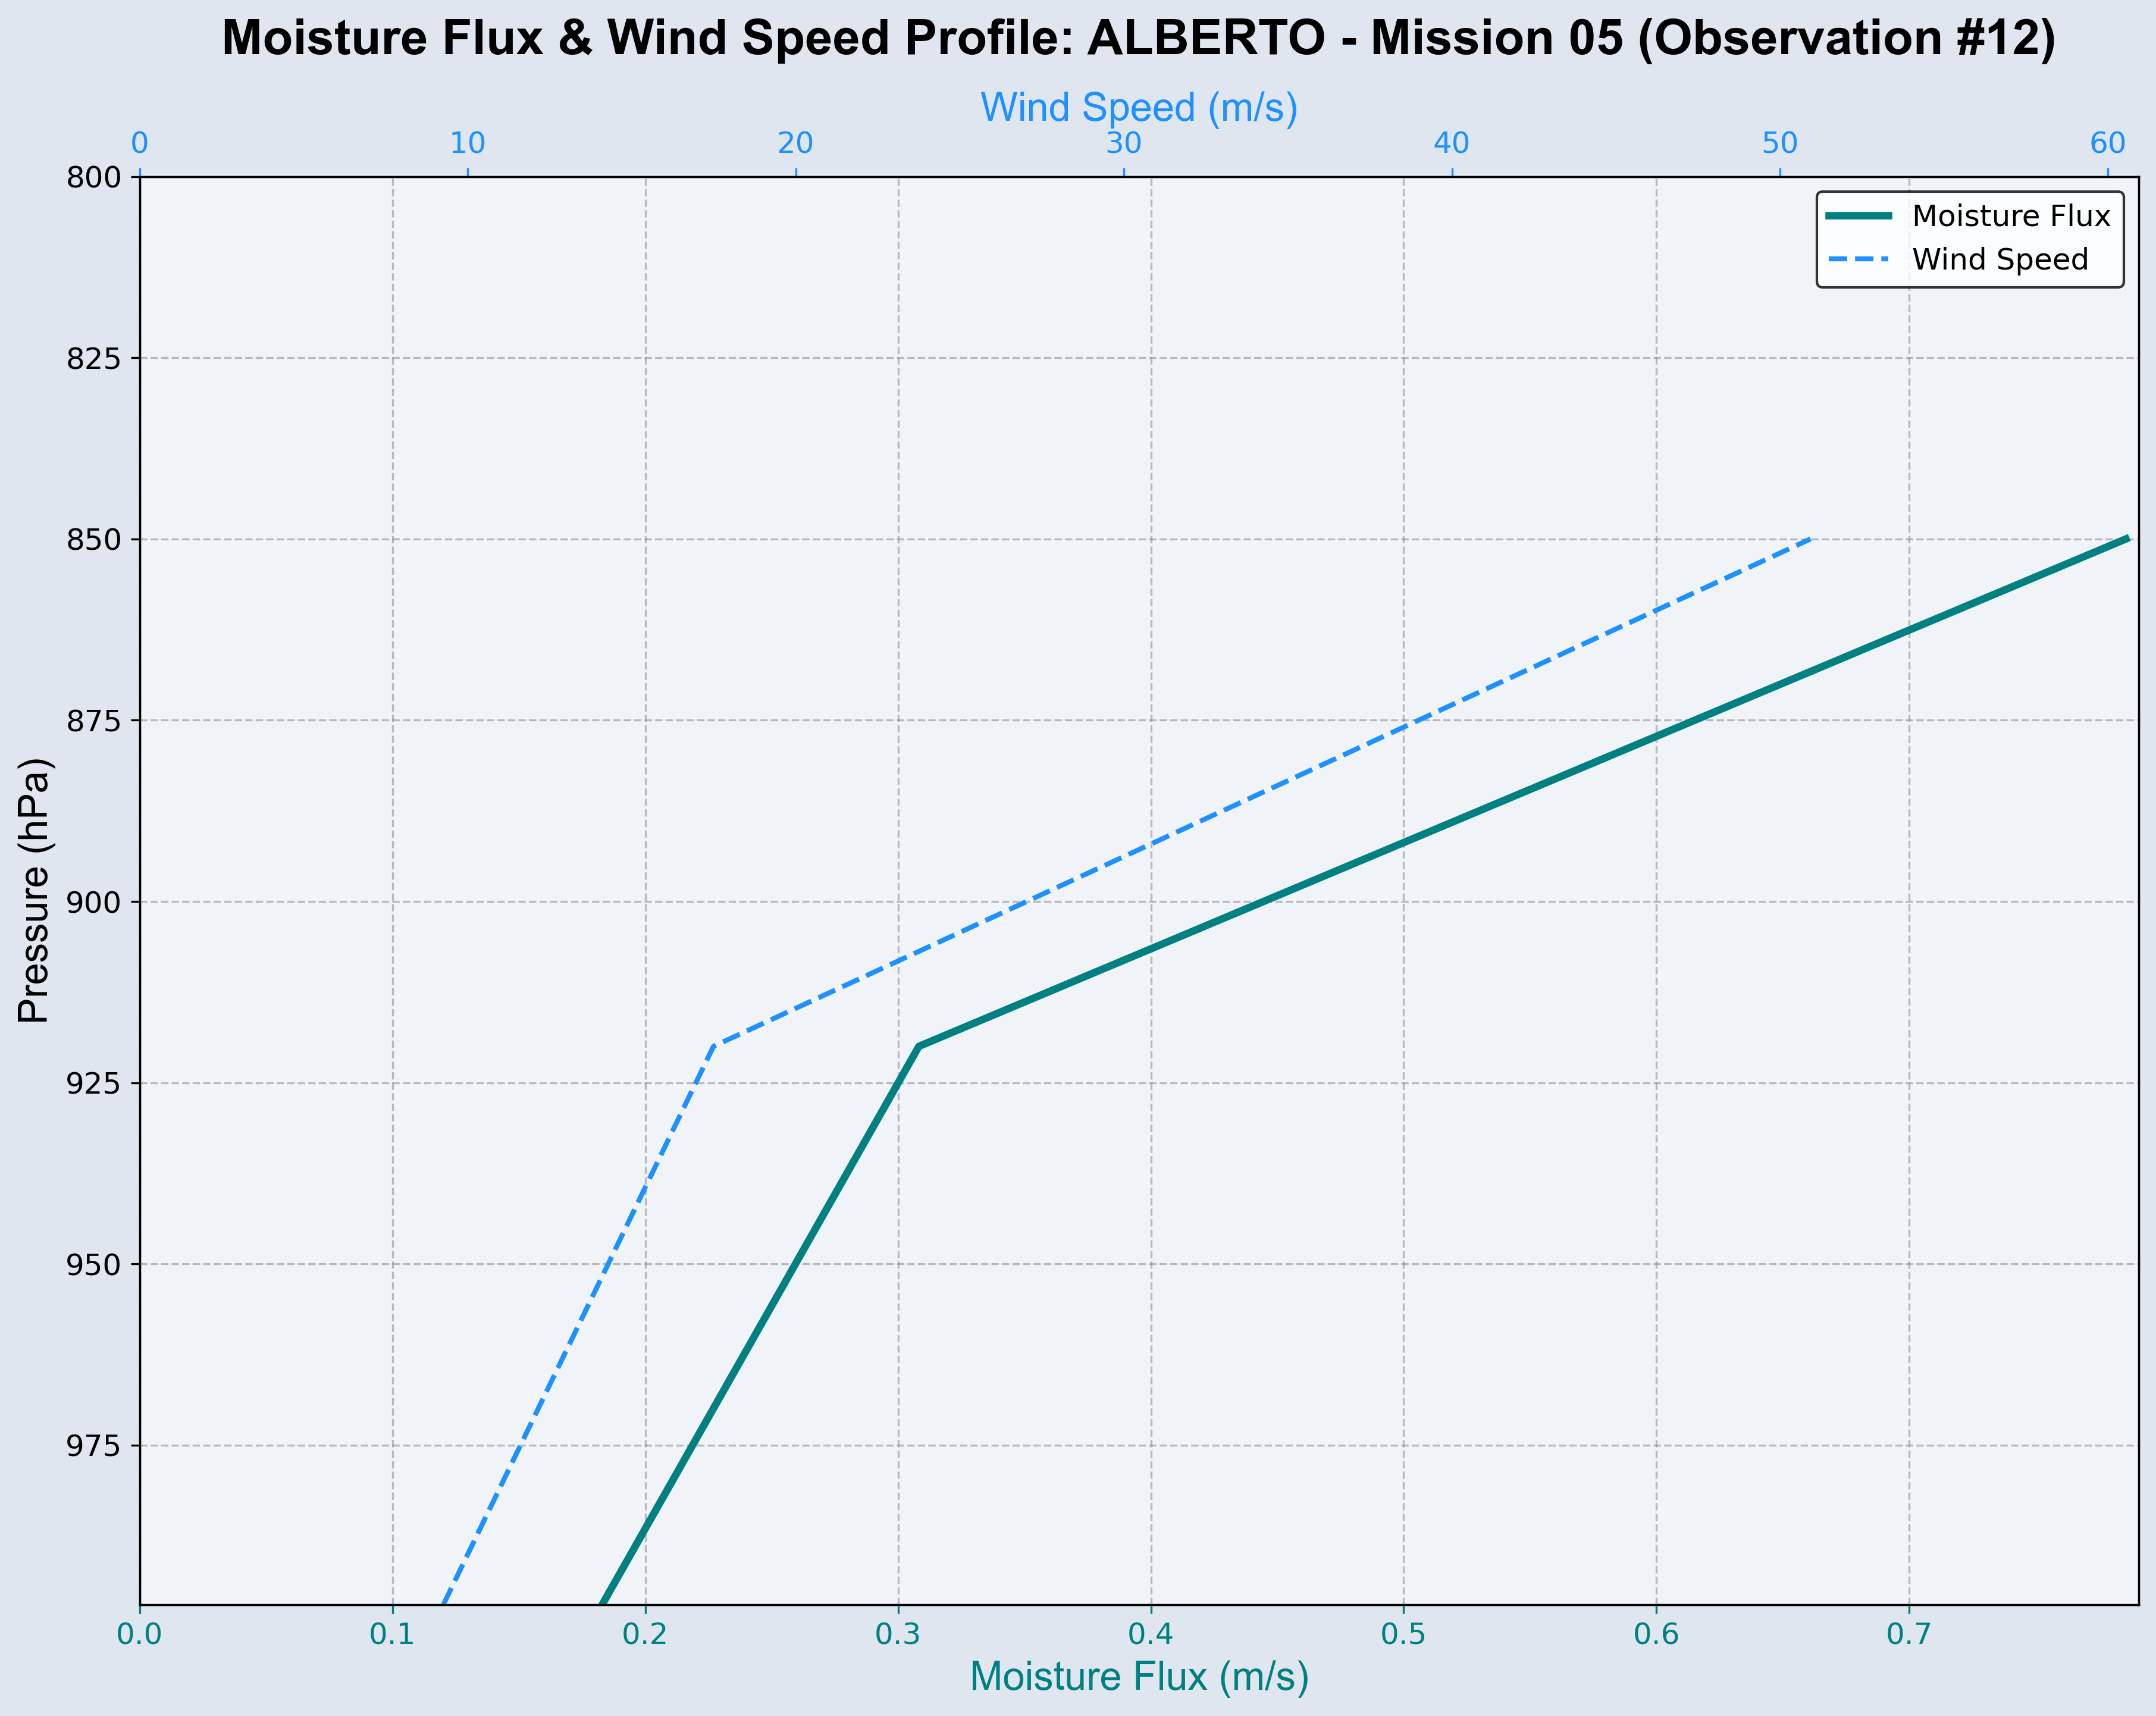 Moisture Flux & Wind Speed Profile: ALBERTO - Mission 05 (Observation #12)
Wind Speed (m/s)
0 10 20 30 40 50 60
Moisture Flux
Wind Speed
Pressure (hPa)
800
825
850
875
900
925
950
975
0.0 0.1 0.2 0.3 0.4 0.5 0.6 0.7
Moisture Flux (m/s)